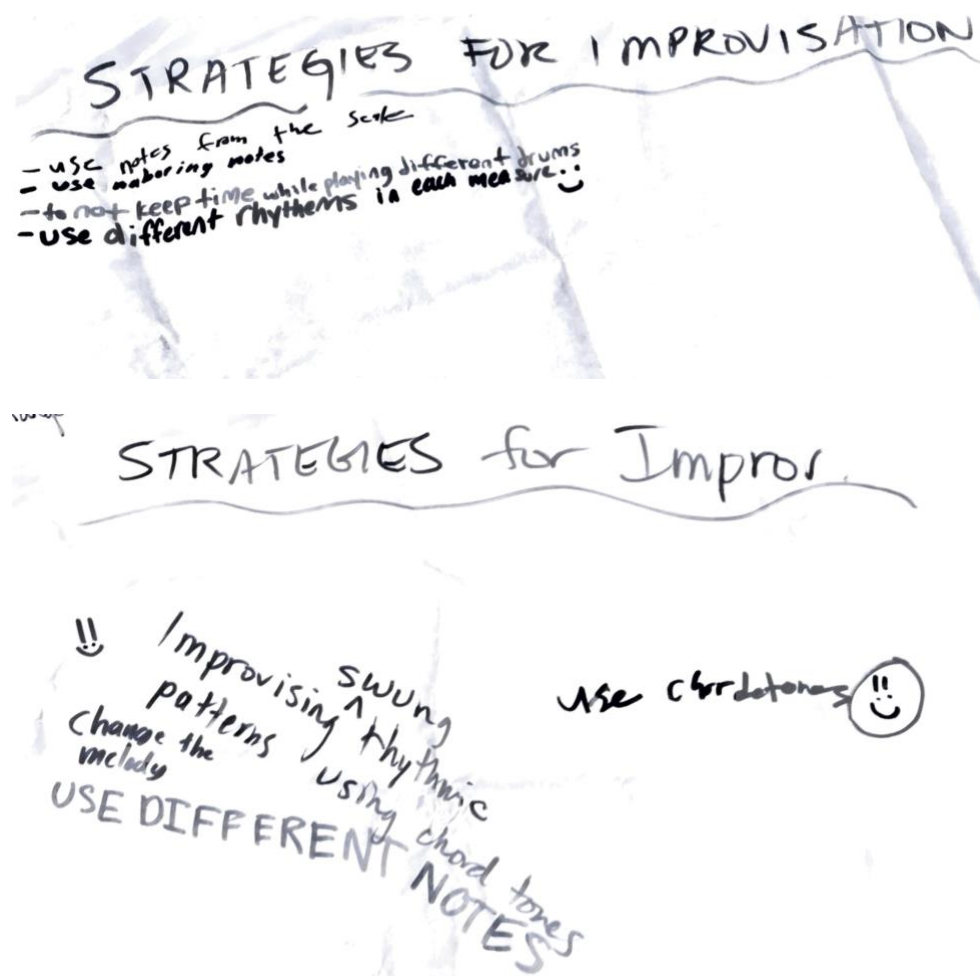 STRATEGIES FOR IMPROVISATION
- use notes from the scale
- use naboring notes
- to not keep time while playing different drums
- use different rhythems in each measure.
STRATEGIES for Improv.
Improvising swung rhythmic
patterns using chord tones
Change the
melody
USE DIFFERENT NOTES
use chordtones